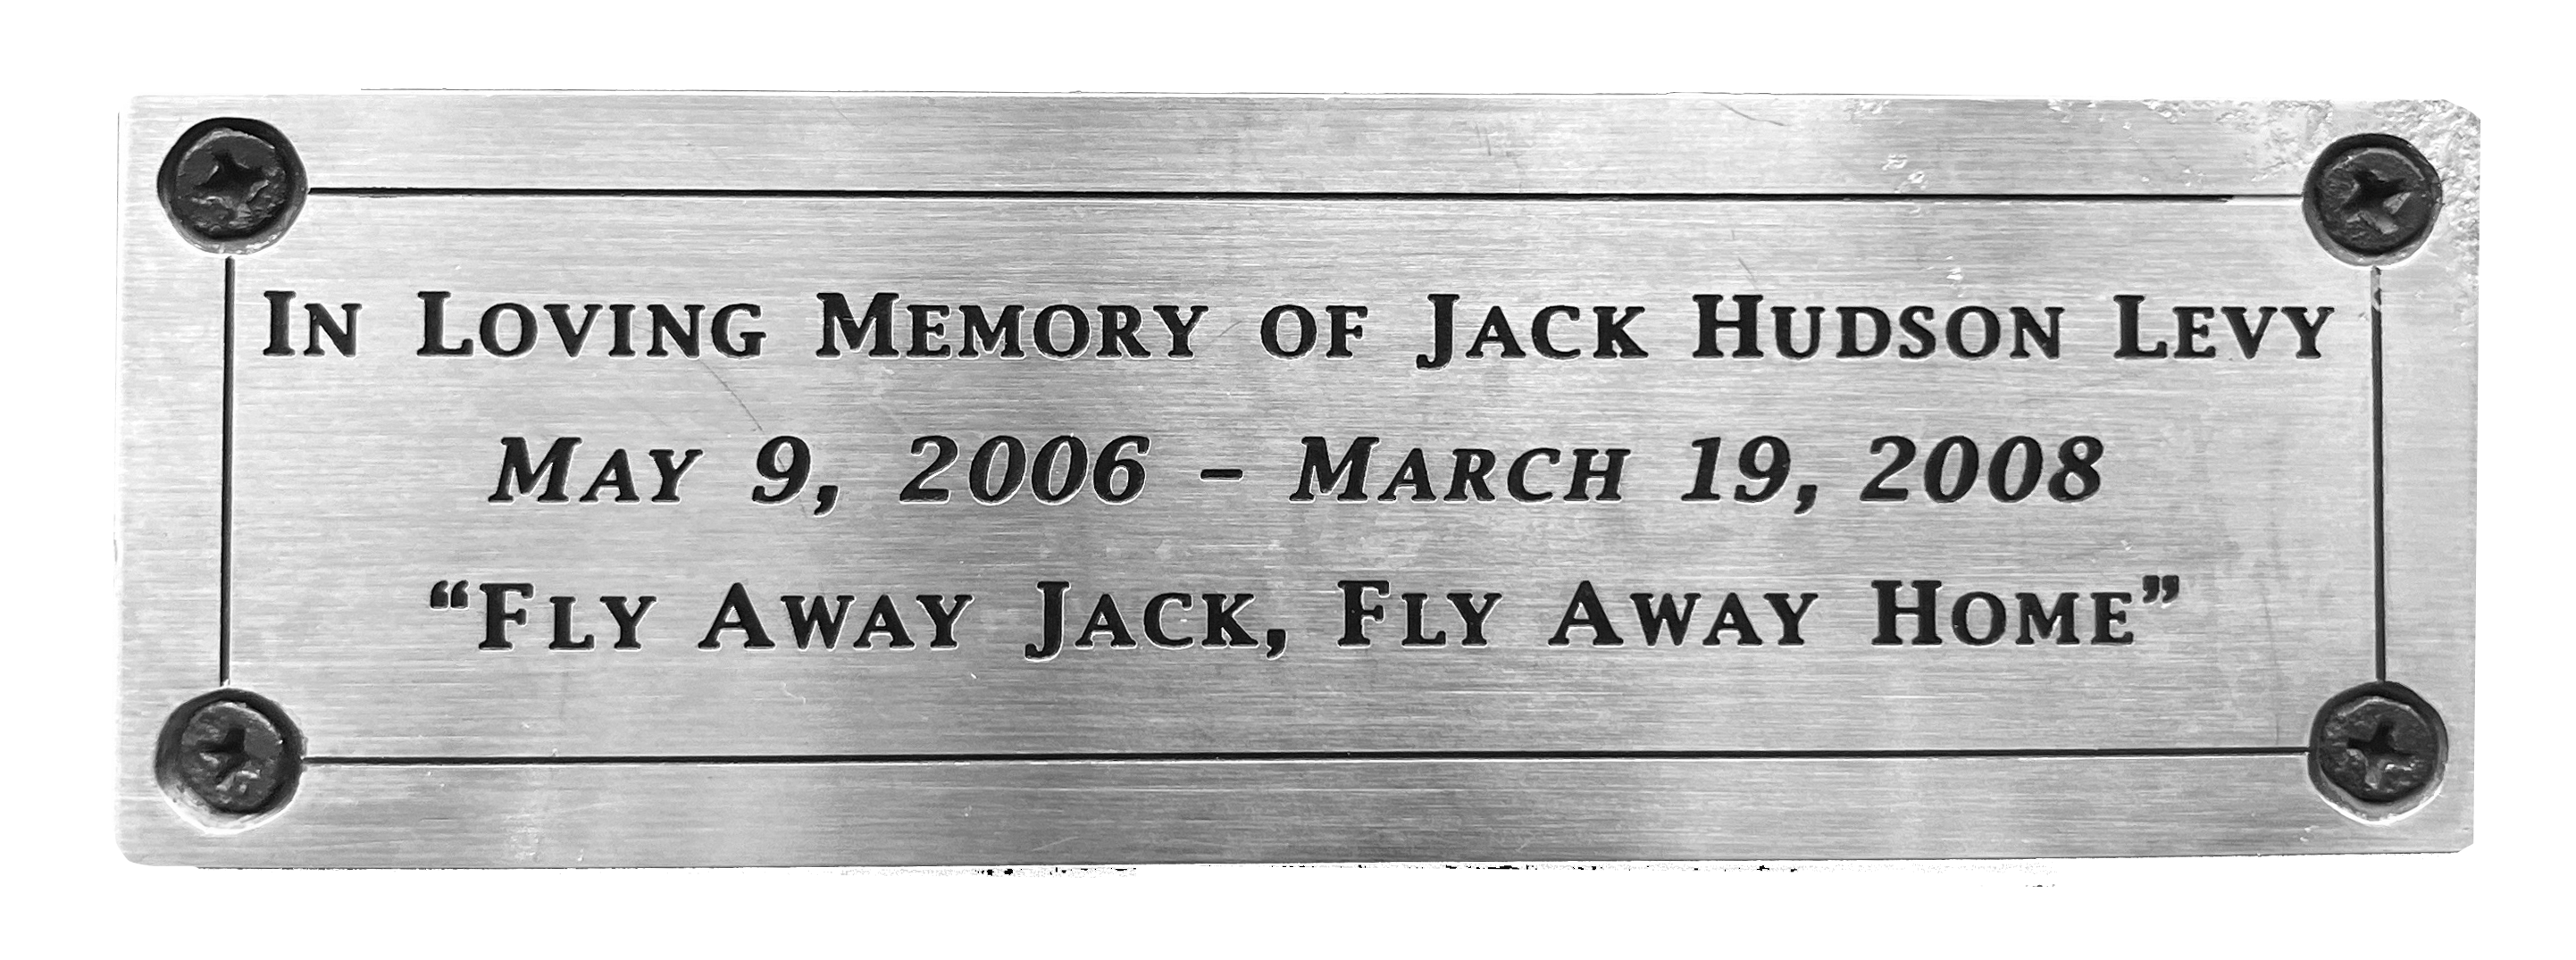 In Loving Memory of Jack Hudson Levy
May 9, 2006 – March 19, 2008
“Fly Away Jack, Fly Away Home”